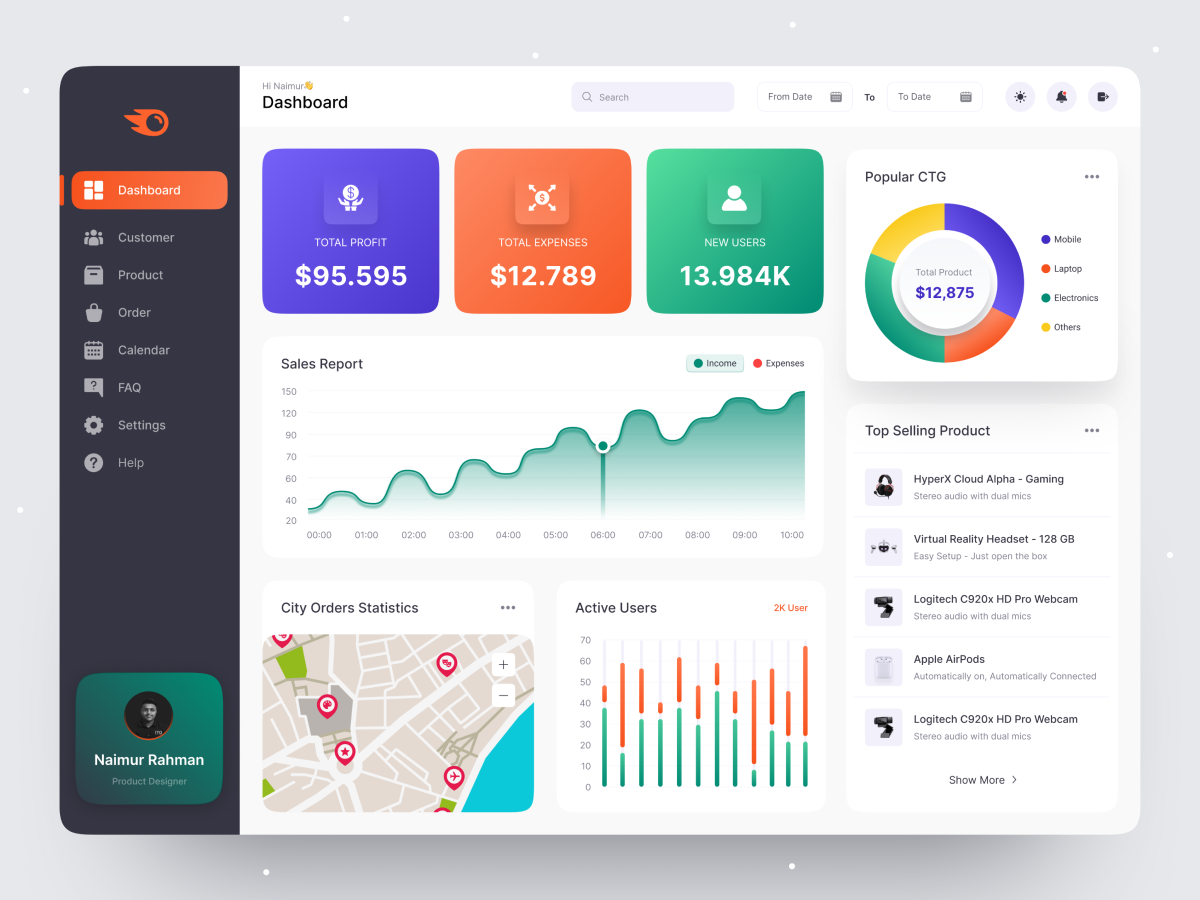 Hi Naimur👋
Dashboard
Search
From Date
To
To Date
Dashboard
Customer
Product
Order
Calendar
FAQ
Settings
Help
Naimur Rahman
Product Designer
TOTAL PROFIT
$95.595
TOTAL EXPENSES
$12.789
NEW USERS
13.984K
Sales Report
Income
Expenses
150
120
90
70
60
40
20
00:00 01:00 02:00 03:00 04:00 05:00 06:00 07:00 08:00 09:00 10:00
City Orders Statistics
+
−
Active Users
2K User
70
60
50
40
30
20
10
0
Popular CTG
Total Product
$12,875
Mobile
Laptop
Electronics
Others
Top Selling Product
HyperX Cloud Alpha - Gaming
Stereo audio with dual mics
Virtual Reality Headset - 128 GB
Easy Setup - Just open the box
Logitech C920x HD Pro Webcam
Stereo audio with dual mics
Apple AirPods
Automatically on, Automatically Connected
Logitech C920x HD Pro Webcam
Stereo audio with dual mics
Show More